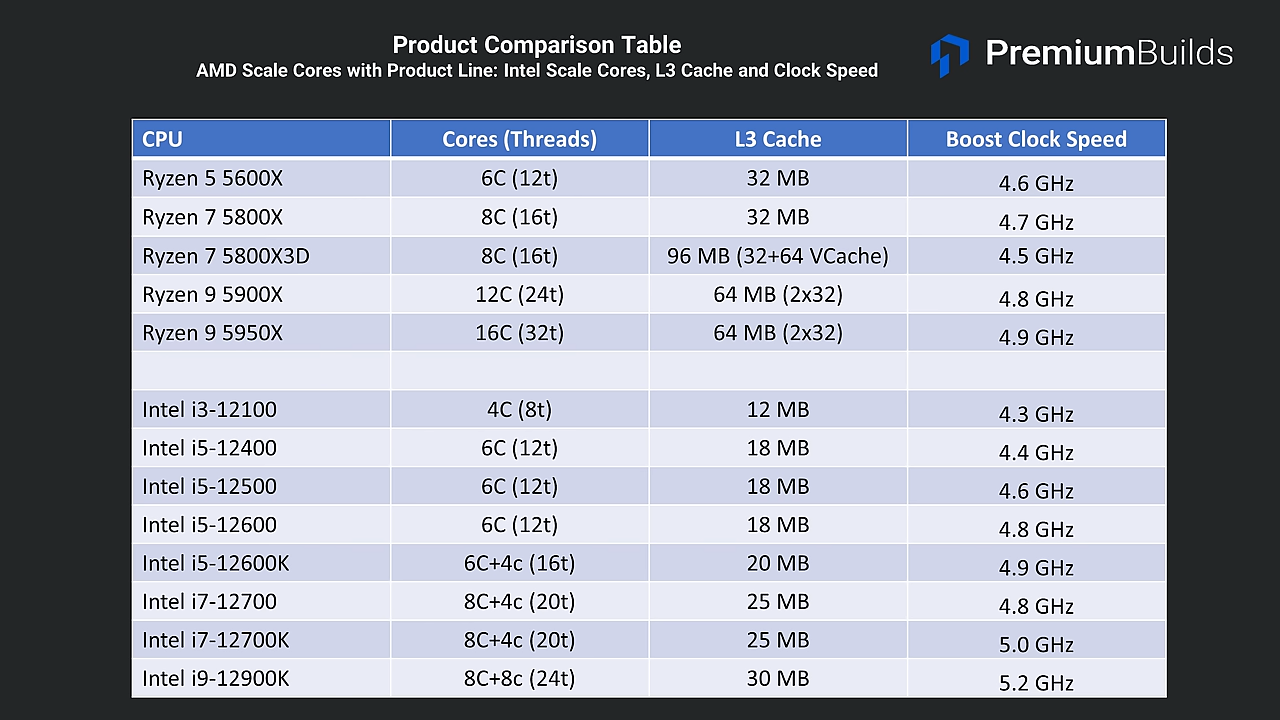 Product Comparison Table
AMD Scale Cores with Product Line: Intel Scale Cores, L3 Cache and Clock Speed
PremiumBuilds
CPU Cores (Threads) L3 Cache Boost Clock Speed
Ryzen 5 5600X 6C (12t) 32 MB 4.6 GHz
Ryzen 7 5800X 8C (16t) 32 MB 4.7 GHz
Ryzen 7 5800X3D 8C (16t) 96 MB (32+64 VCache) 4.5 GHz
Ryzen 9 5900X 12C (24t) 64 MB (2x32) 4.8 GHz
Ryzen 9 5950X 16C (32t) 64 MB (2x32) 4.9 GHz
Intel i3-12100 4C (8t) 12 MB 4.3 GHz
Intel i5-12400 6C (12t) 18 MB 4.4 GHz
Intel i5-12500 6C (12t) 18 MB 4.6 GHz
Intel i5-12600 6C (12t) 18 MB 4.8 GHz
Intel i5-12600K 6C+4c (16t) 20 MB 4.9 GHz
Intel i7-12700 8C+4c (20t) 25 MB 4.8 GHz
Intel i7-12700K 8C+4c (20t) 25 MB 5.0 GHz
Intel i9-12900K 8C+8c (24t) 30 MB 5.2 GHz